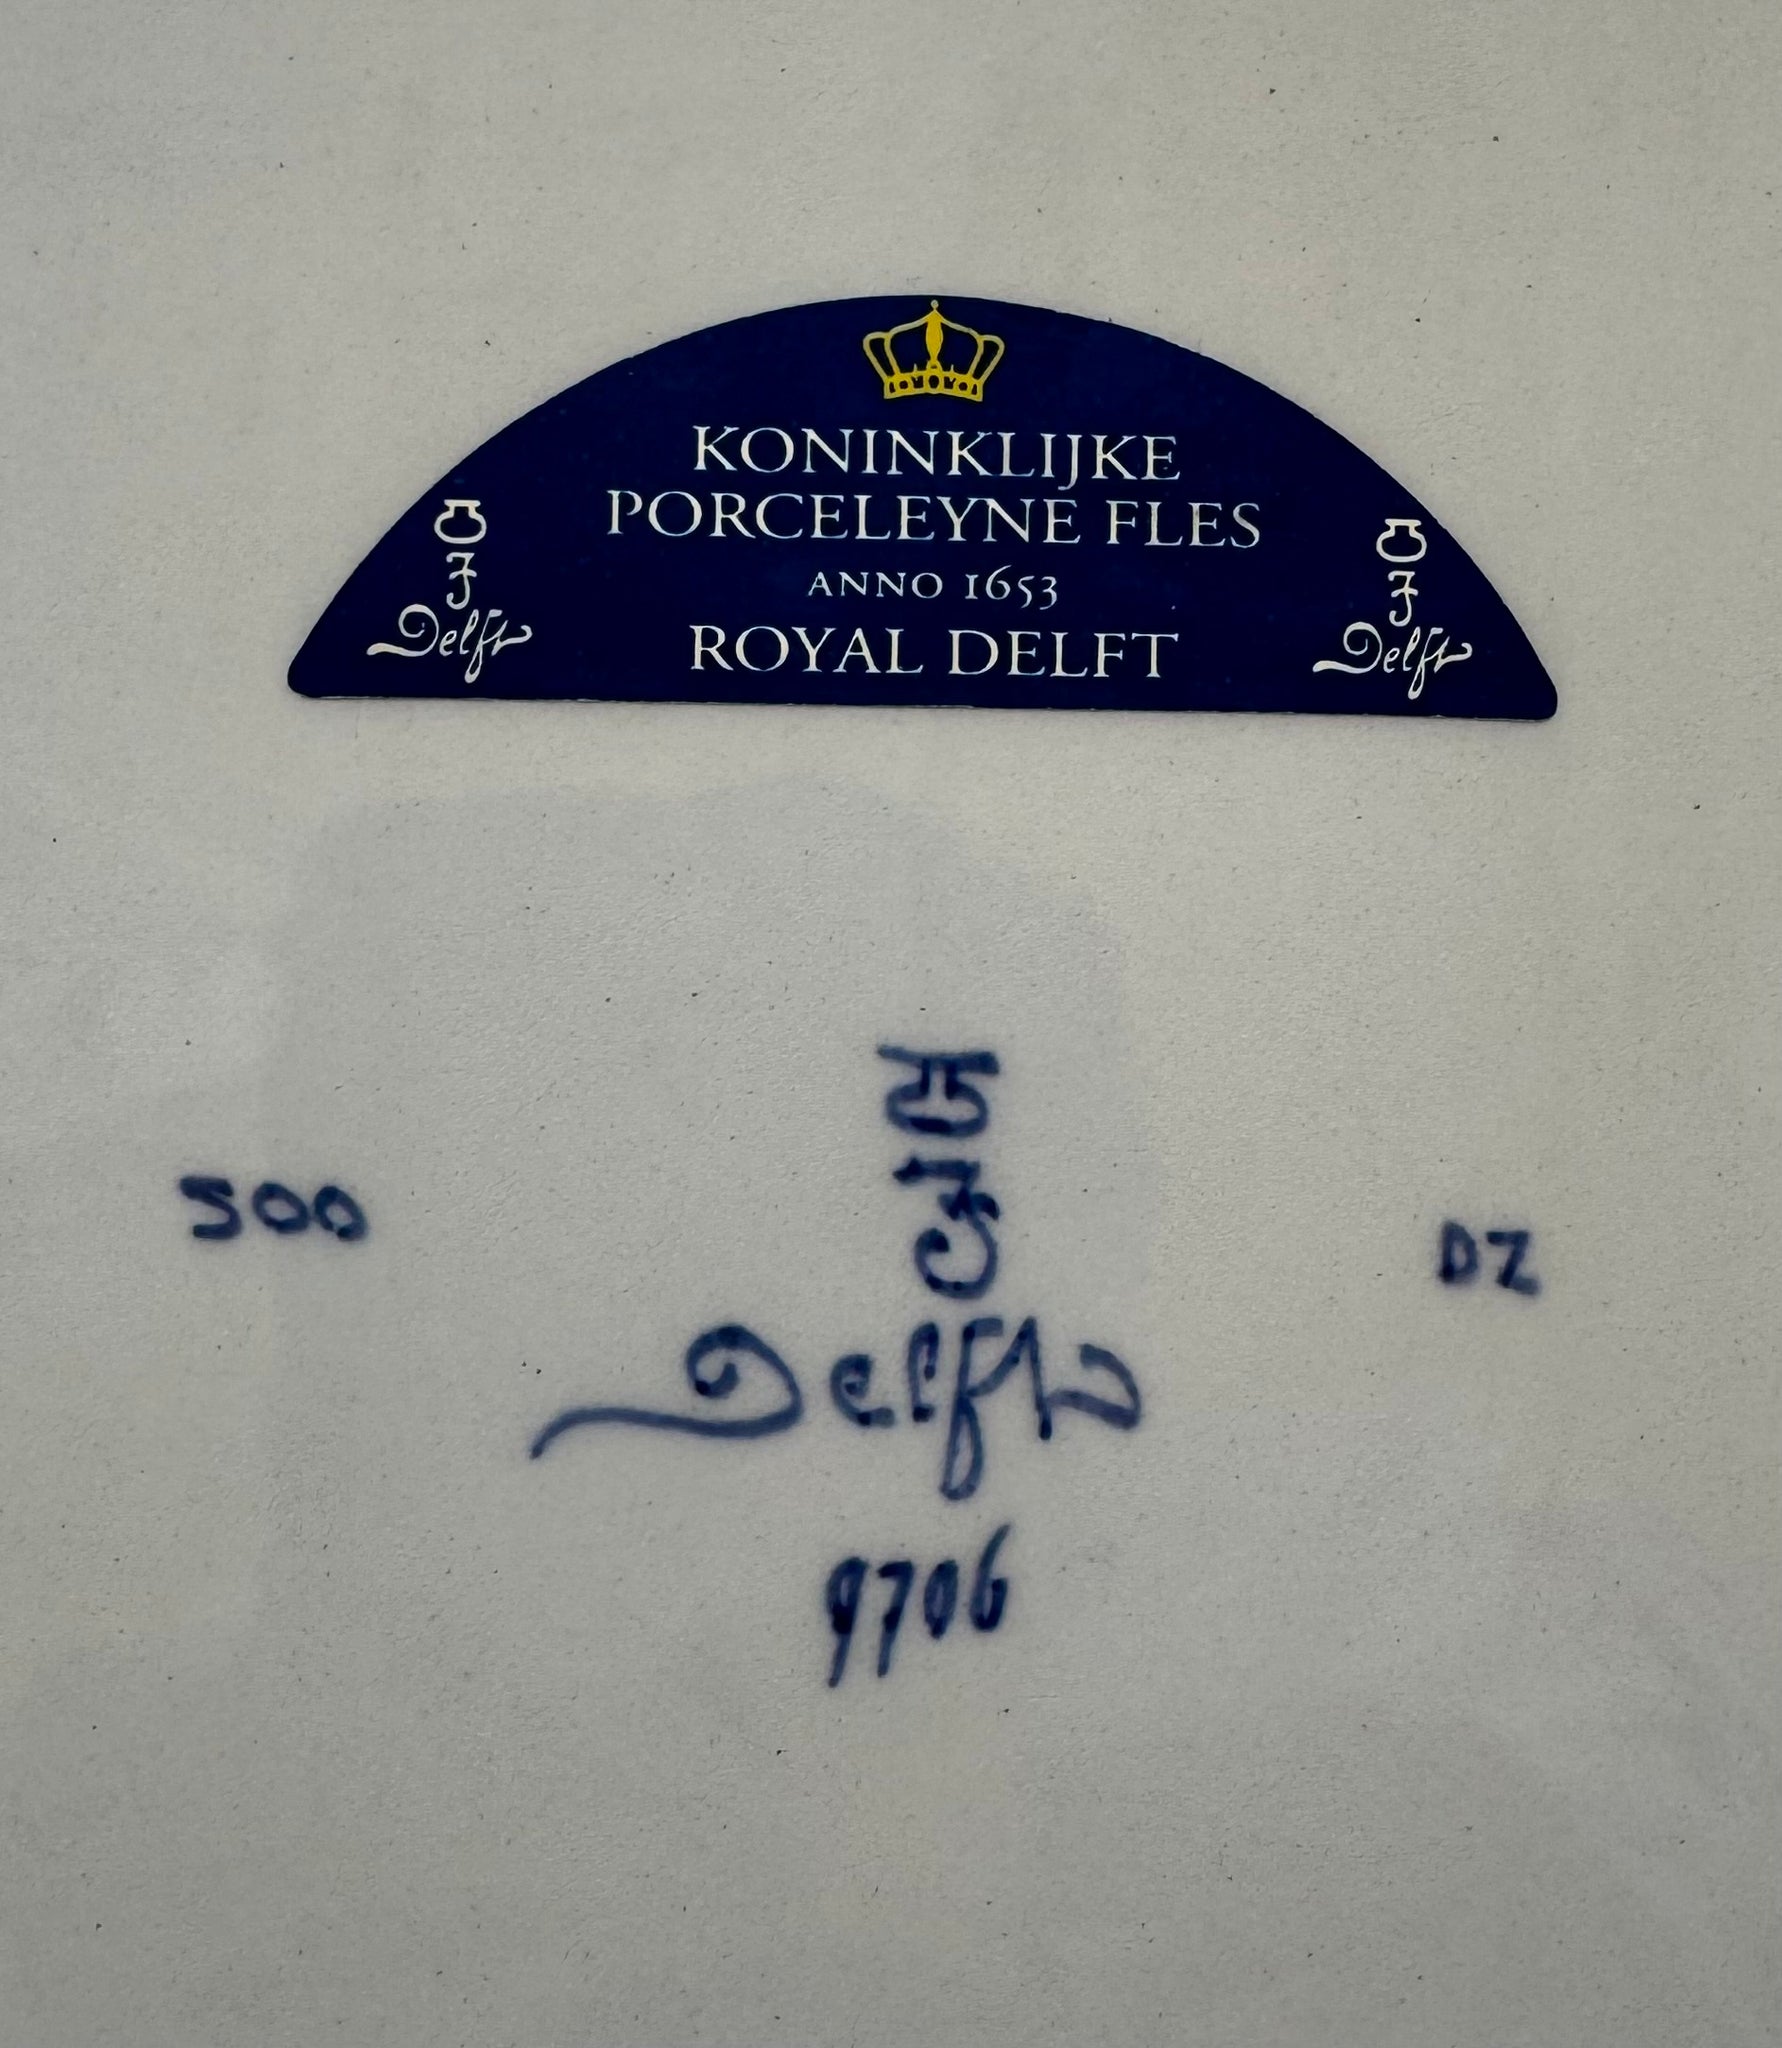 KONINKLIJKE
PORCELEYNE FLES
ANNO 1653
ROYAL DELFT
Delft
Delft
500
DZ
Delft
9706